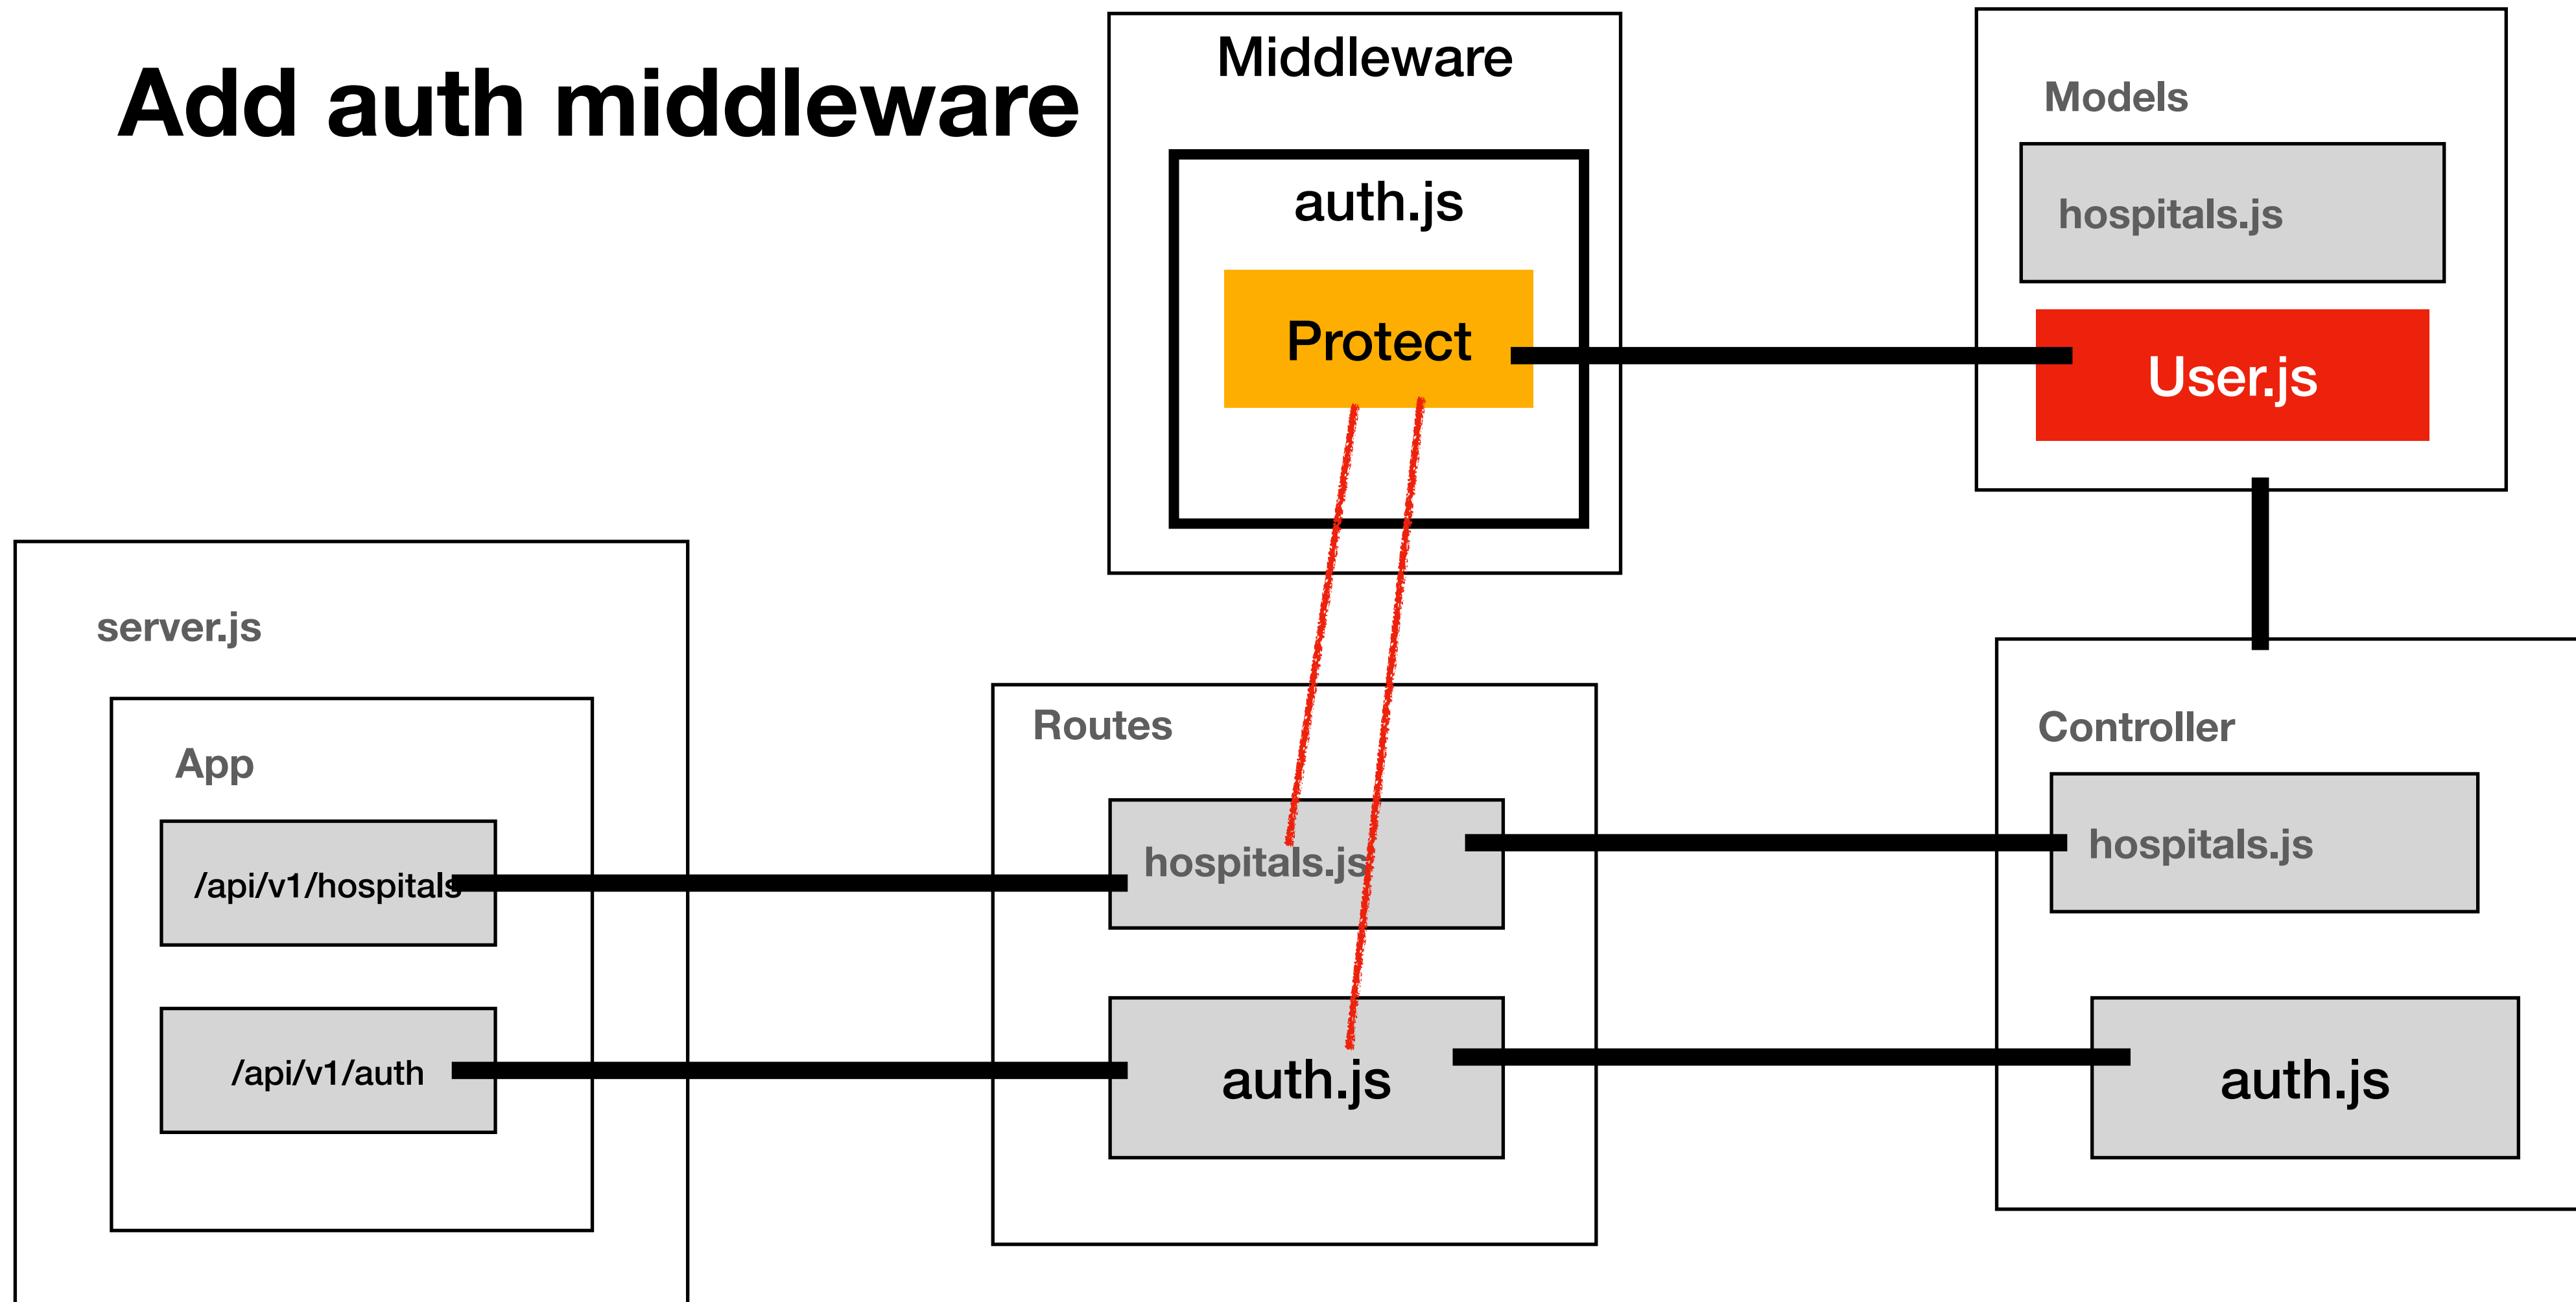 Add auth middleware
Middleware
auth.js
Protect
Models
hospitals.js
User.js
server.js
App
/api/v1/hospitals
/api/v1/auth
Routes
hospitals.js
auth.js
Controller
hospitals.js
auth.js